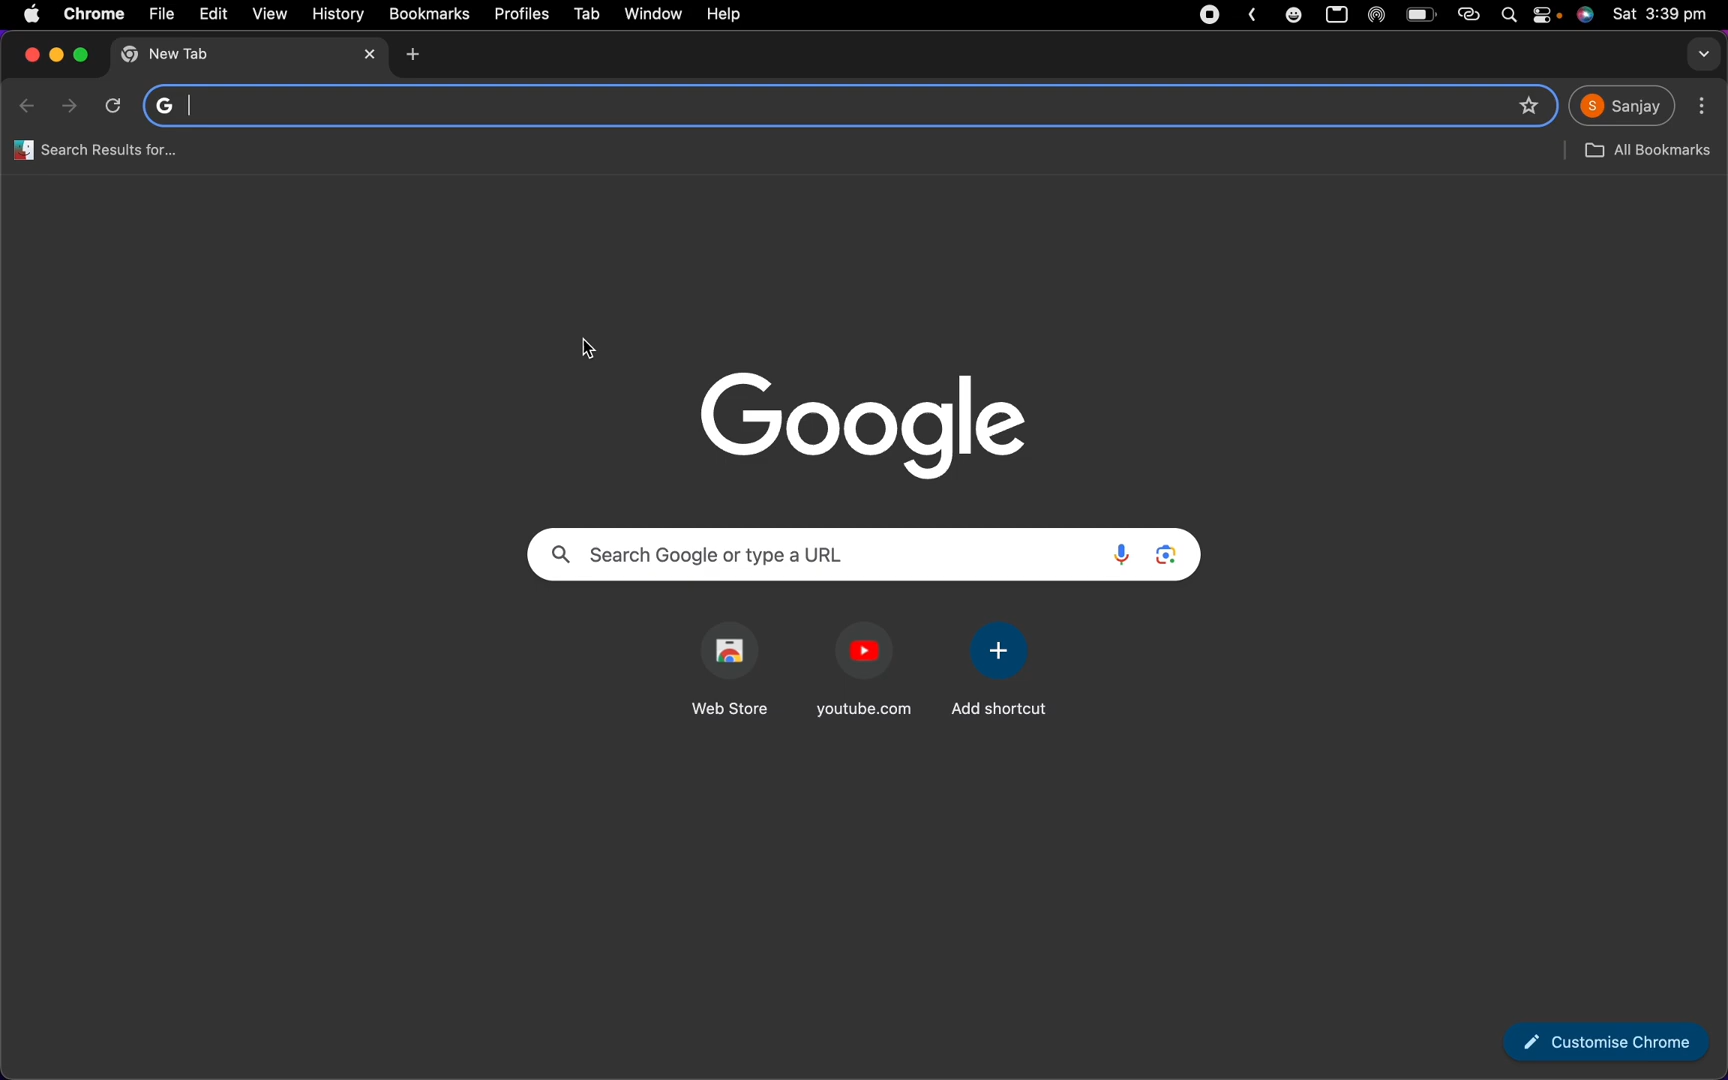 Chrome File Edit View History Bookmarks Profiles Tab Window Help Sat 3:39 pm
New Tab
S Sanjay
Search Results for... All Bookmarks
Google
Search Google or type a URL
Web Store youtube.com Add shortcut
Customise Chrome